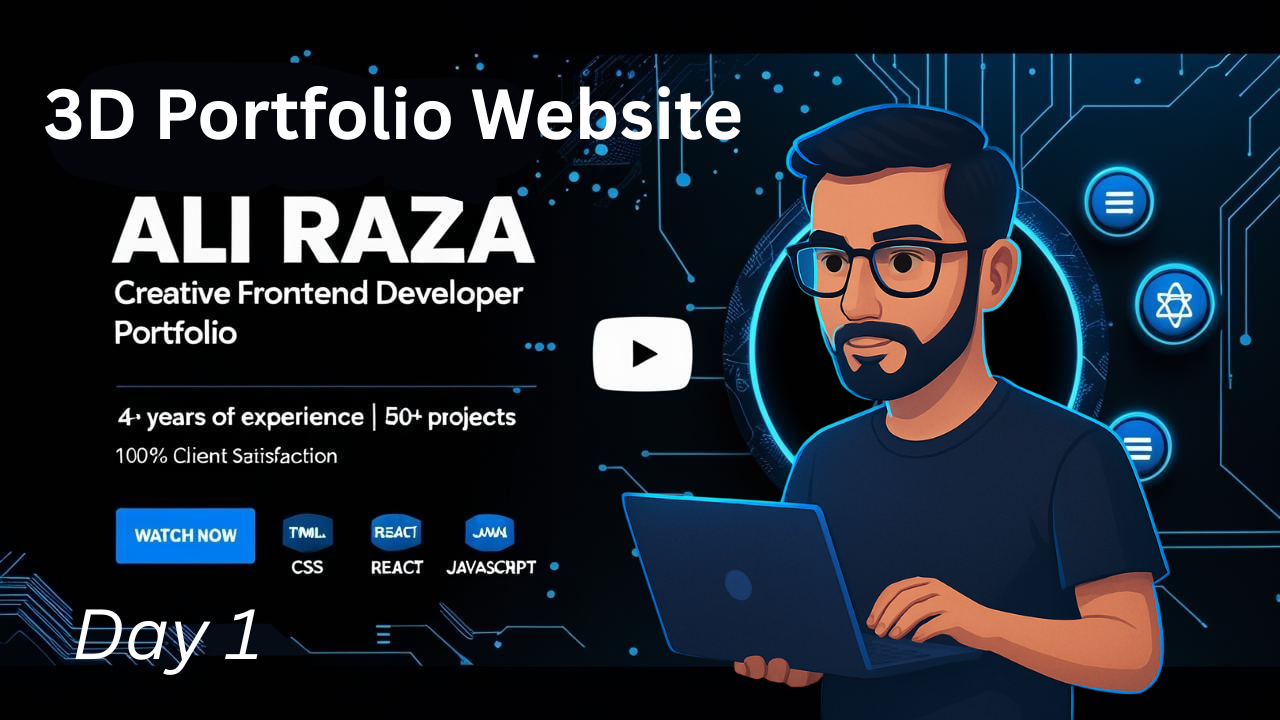 3D Portfolio Website
ALI RAZA
Creative Frontend Developer
Portfolio
4+ years of experience | 50+ projects
100% Client Satisfaction
WATCH NOW
TML.
REACT
CSS
REACT
JAVASCRPT
Day 1